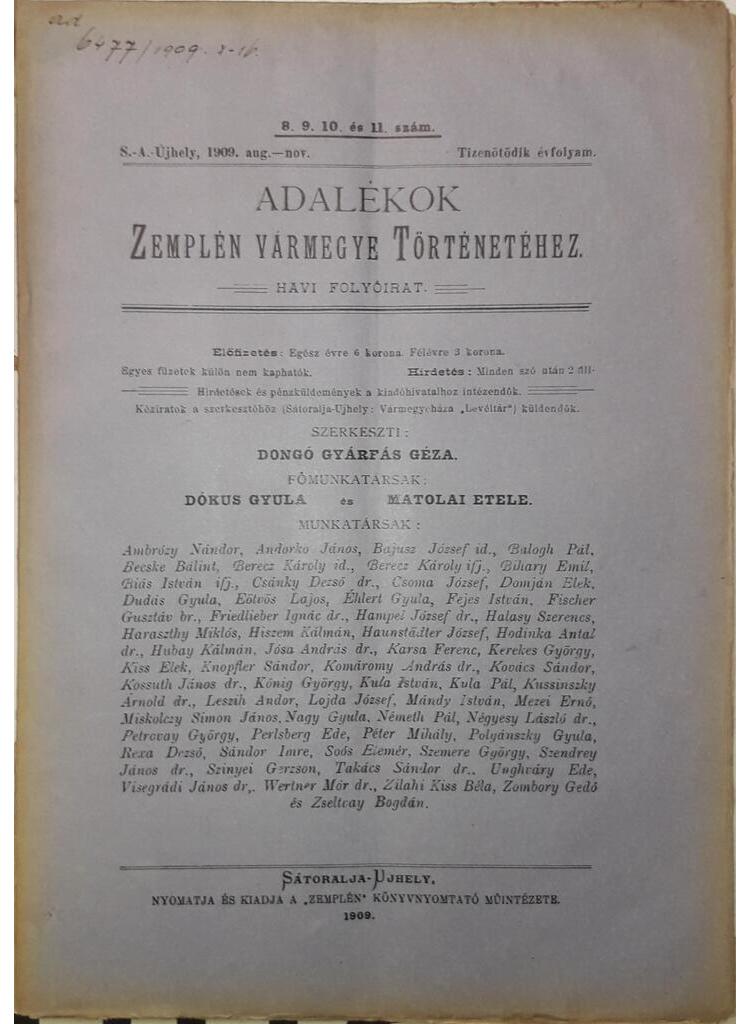 ad
6477/1909.
8. 9. 10. és 11. szám.
S.-A.-Ujhely, 1909. aug.—nov. Tizenötödik évfolyam.
ADALÉKOK
ZEMPLÉN VÁRMEGYE TÖRTÉNETÉHEZ.
HAVI FOLYÓIRAT.
Előfizetés: Egész évre 6 korona. Félévre 3 korona.
Egyes füzetek külön nem kaphatók. Hirdetés: Minden szó után 2 fill-
Hirdetések és pénzküldemények a kiadóhivatalhoz intézendők.
Kéziratok a szerkesztőhöz (Sátoralja-Ujhely: Vármegyeháza „Levéltár") küldendők.
SZERKESZTI:
DONGÓ GYÁRFÁS GÉZA.
FŐMUNKATÁRSAK:
DÓKUS GYULA és MATOLAI ETELE.
MUNKATÁRSAK:
Ambrózy Nándor, Andorko János, Bajusz József id., Balogh Pál,
Becske Bálint, Berecz Károly id., Berecz Károly ifj., Bihary Emil,
Biás István ifj., Csánky Dezső dr., Csoma József, Domján Elek,
Dudás Gyula, Eötvös Lajos, Éhlert Gyula, Fejes István, Fischer
Gusztáv br., Friedlieber Ignác dr., Hampel József dr., Halasy Szerencs,
Haraszthy Miklós, Hiszem Kálmán, Haunstädter József, Hodinka Antal
dr., Hubay Kálmán, Jósa András dr., Karsa Ferenc, Kerekes György,
Kiss Elek, Knopfler Sándor, Komáromy András dr., Kovács Sándor,
Kossuth János dr., König György, Kula István, Kula Pál, Kussinszky
Arnold dr., Leszih Andor, Lojda József, Mándy István, Mezei Ernő,
Miskolczy Simon János, Nagy Gyula, Németh Pál, Négyesy László dr.,
Petrovay György, Perlsberg Ede, Péter Mihály, Polyánszky Gyula,
Rexa Dezső, Sándor Imre, Soós Elemér, Szemere György, Szendrey
János dr., Szinyei Gerzson, Takács Sándor dr., Unghváry Ede,
Visegrádi János dr,. Wertner Mór dr., Zilahi Kiss Béla, Zombory Gedő
és Zseltvay Bogdán.
SÁTORALJA-UJHELY,
NYOMATJA ÉS KIADJA A „ZEMPLÉN" KÖNYVNYOMTATÓ MŰINTÉZETE.
1909.